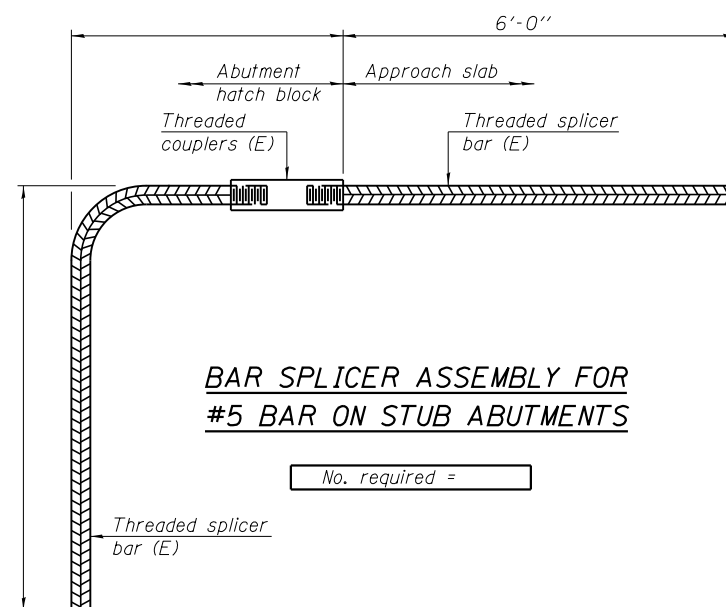 6'-0"
Abutment
hatch block
Approach slab
Threaded
couplers (E)
Threaded splicer
bar (E)
BAR SPLICER ASSEMBLY FOR
#5 BAR ON STUB ABUTMENTS
No. required =
Threaded splicer
bar (E)